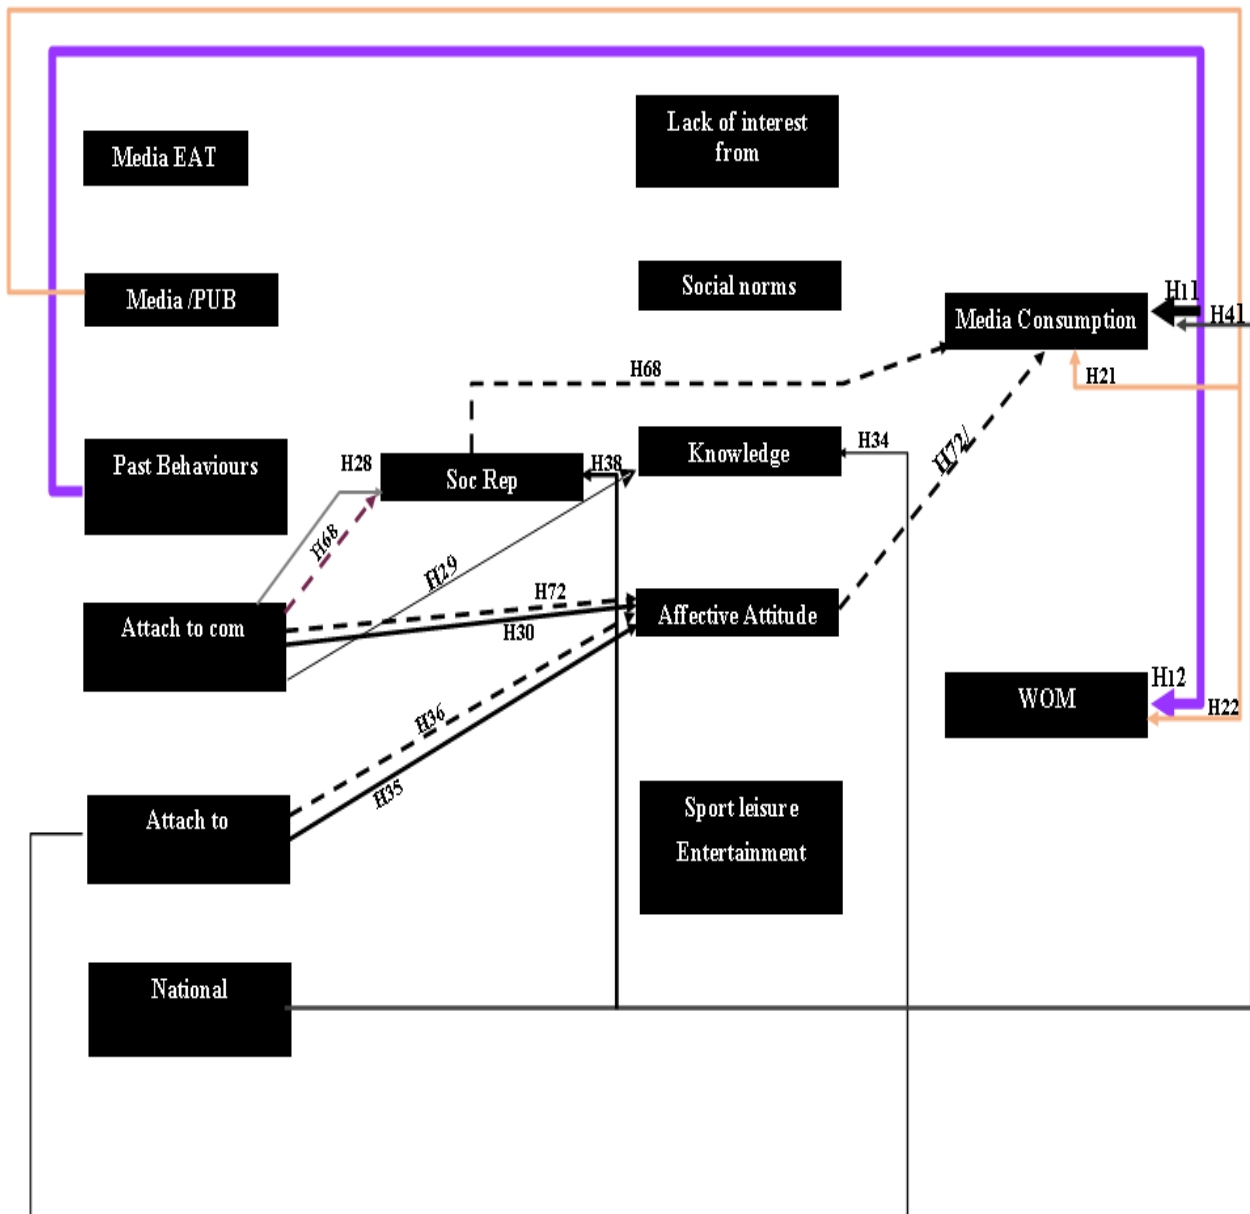 Media EAT
Lack of interest
from
Media /PUB
Social norms
Media Consumption
H11
H41
H21
H68
Past Behaviours
H28
Soc Rep
H38
Knowledge
H34
H72/
H68
H29
Attach to com
H72
H30
Affective Attitude
H36
H35
WOM
H12
H22
Attach to
Sport leisure
Entertainment
National